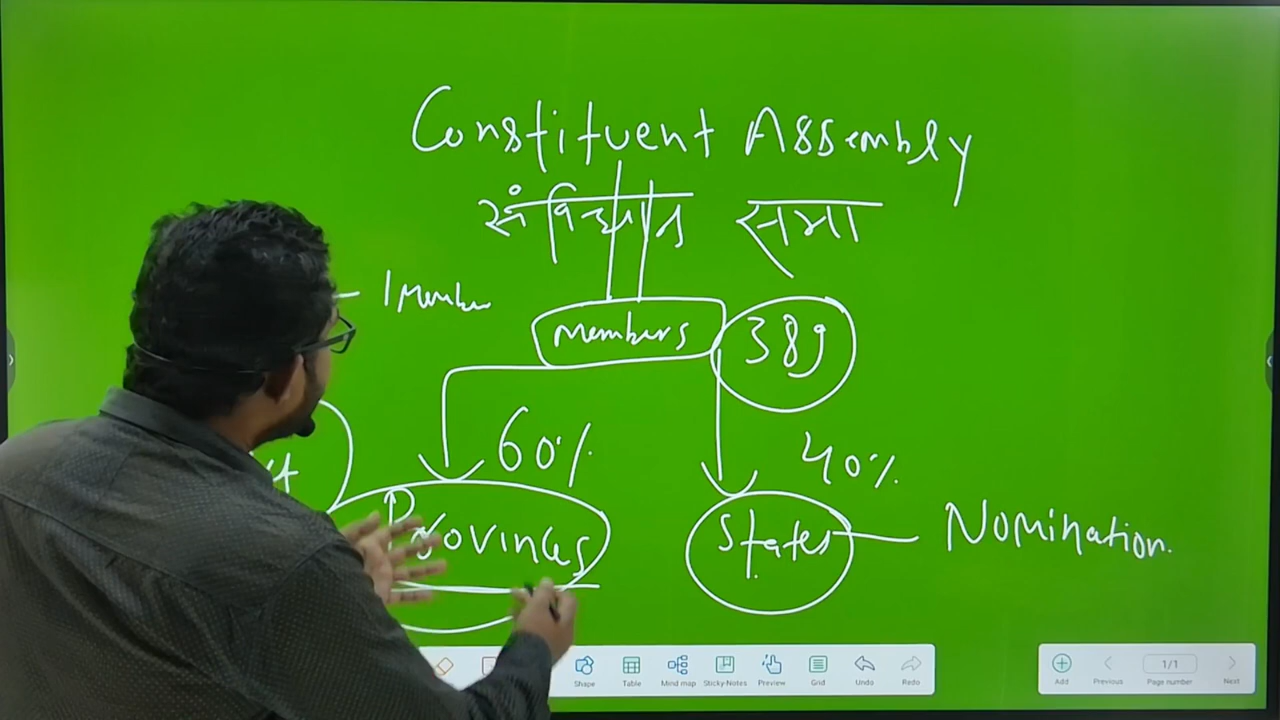 Constituent Assembly
संविधान सभा
1 Member
Members 389
60% 40%
Provinces States Nomination
Shape Table Mind map Sticky-Notes Preview Grid Undo Redo
Add Previous 1/1 Page number Next